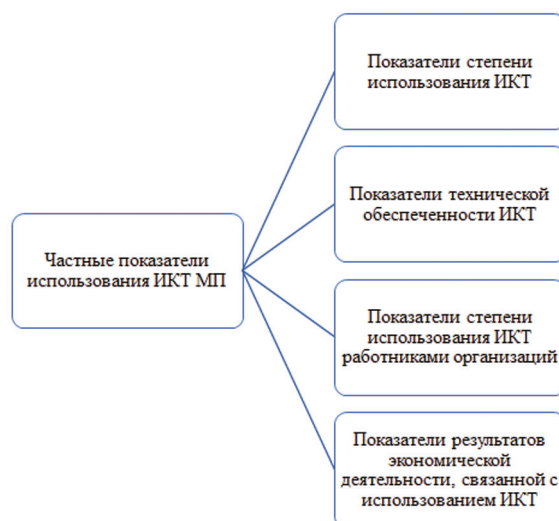 Показатели степени
использования ИКТ
Показатели технической
обеспеченности ИКТ
Частные показатели
использования ИКТ МП
Показатели степени
использования ИКТ
работниками организаций
Показатели результатов
экономической
деятельности, связанной с
использованием ИКТ